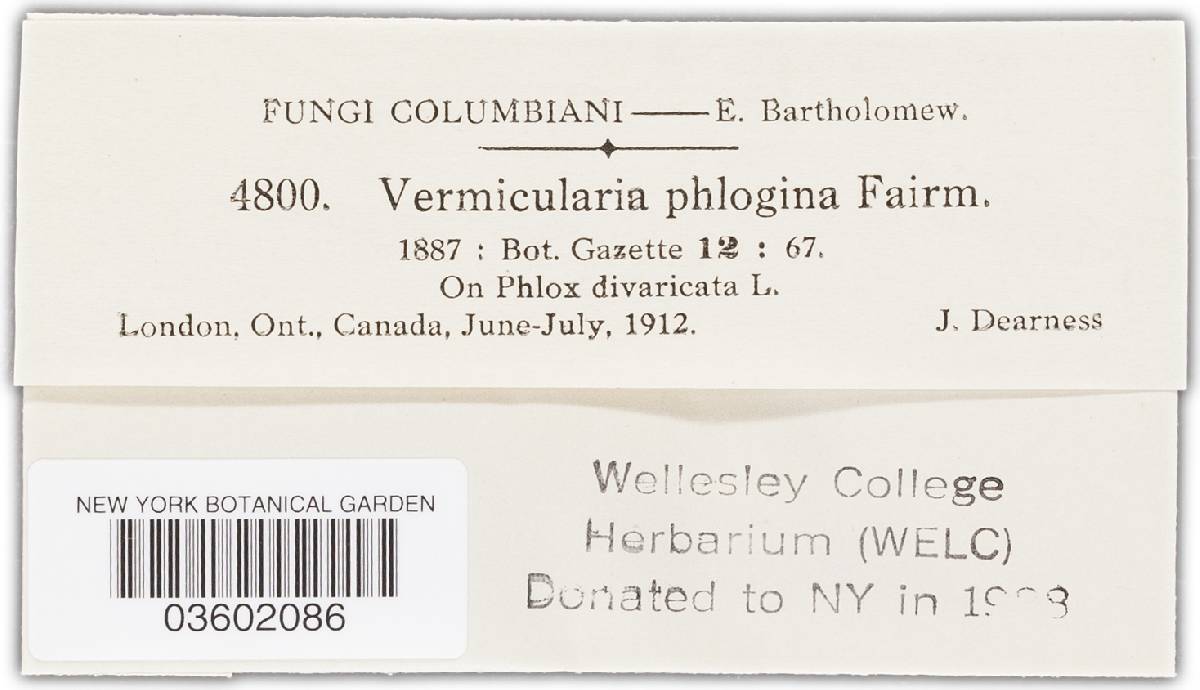 FUNGI COLUMBIANI — E. Bartholomew.
4800. Vermicularia phlogina Fairm.
1887 : Bot. Gazette 12 : 67.
On Phlox divaricata L.
London, Ont., Canada, June-July, 1912.
J. Dearness
NEW YORK BOTANICAL GARDEN
03602086
Wellesley College
Herbarium (WELC)
Donated to NY in